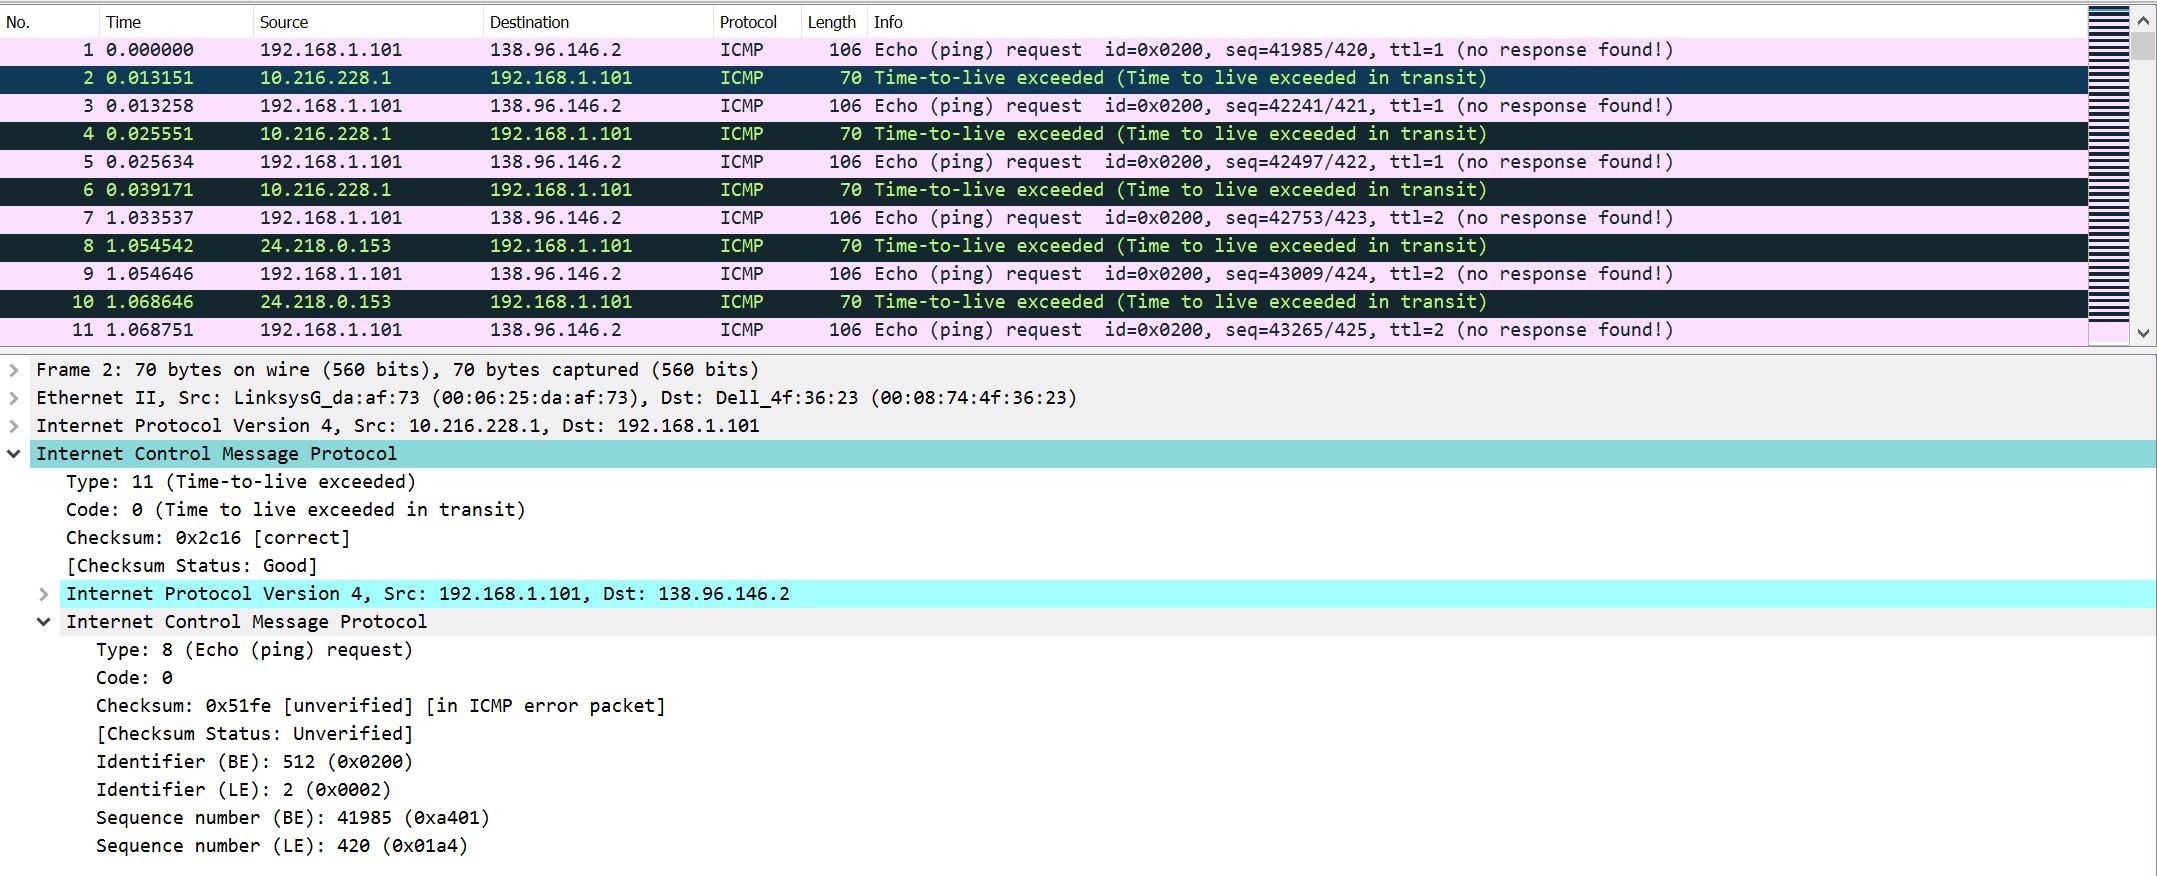 No. Time Source Destination Protocol Length Info
1 0.000000 192.168.1.101 138.96.146.2 ICMP 106 Echo (ping) request  id=0x0200, seq=41985/420, ttl=1 (no response found!)
2 0.013151 10.216.228.1 192.168.1.101 ICMP 70 Time-to-live exceeded (Time to live exceeded in transit)
3 0.013258 192.168.1.101 138.96.146.2 ICMP 106 Echo (ping) request  id=0x0200, seq=42241/421, ttl=1 (no response found!)
4 0.025551 10.216.228.1 192.168.1.101 ICMP 70 Time-to-live exceeded (Time to live exceeded in transit)
5 0.025634 192.168.1.101 138.96.146.2 ICMP 106 Echo (ping) request  id=0x0200, seq=42497/422, ttl=1 (no response found!)
6 0.039171 10.216.228.1 192.168.1.101 ICMP 70 Time-to-live exceeded (Time to live exceeded in transit)
7 1.033537 192.168.1.101 138.96.146.2 ICMP 106 Echo (ping) request  id=0x0200, seq=42753/423, ttl=2 (no response found!)
8 1.054542 24.218.0.153 192.168.1.101 ICMP 70 Time-to-live exceeded (Time to live exceeded in transit)
9 1.054646 192.168.1.101 138.96.146.2 ICMP 106 Echo (ping) request  id=0x0200, seq=43009/424, ttl=2 (no response found!)
10 1.068646 24.218.0.153 192.168.1.101 ICMP 70 Time-to-live exceeded (Time to live exceeded in transit)
11 1.068751 192.168.1.101 138.96.146.2 ICMP 106 Echo (ping) request  id=0x0200, seq=43265/425, ttl=2 (no response found!)
Frame 2: 70 bytes on wire (560 bits), 70 bytes captured (560 bits)
Ethernet II, Src: LinksysG_da:af:73 (00:06:25:da:af:73), Dst: Dell_4f:36:23 (00:08:74:4f:36:23)
Internet Protocol Version 4, Src: 10.216.228.1, Dst: 192.168.1.101
Internet Control Message Protocol
Type: 11 (Time-to-live exceeded)
Code: 0 (Time to live exceeded in transit)
Checksum: 0x2c16 [correct]
[Checksum Status: Good]
Internet Protocol Version 4, Src: 192.168.1.101, Dst: 138.96.146.2
Internet Control Message Protocol
Type: 8 (Echo (ping) request)
Code: 0
Checksum: 0x51fe [unverified] [in ICMP error packet]
[Checksum Status: Unverified]
Identifier (BE): 512 (0x0200)
Identifier (LE): 2 (0x0002)
Sequence number (BE): 41985 (0xa401)
Sequence number (LE): 420 (0x01a4)